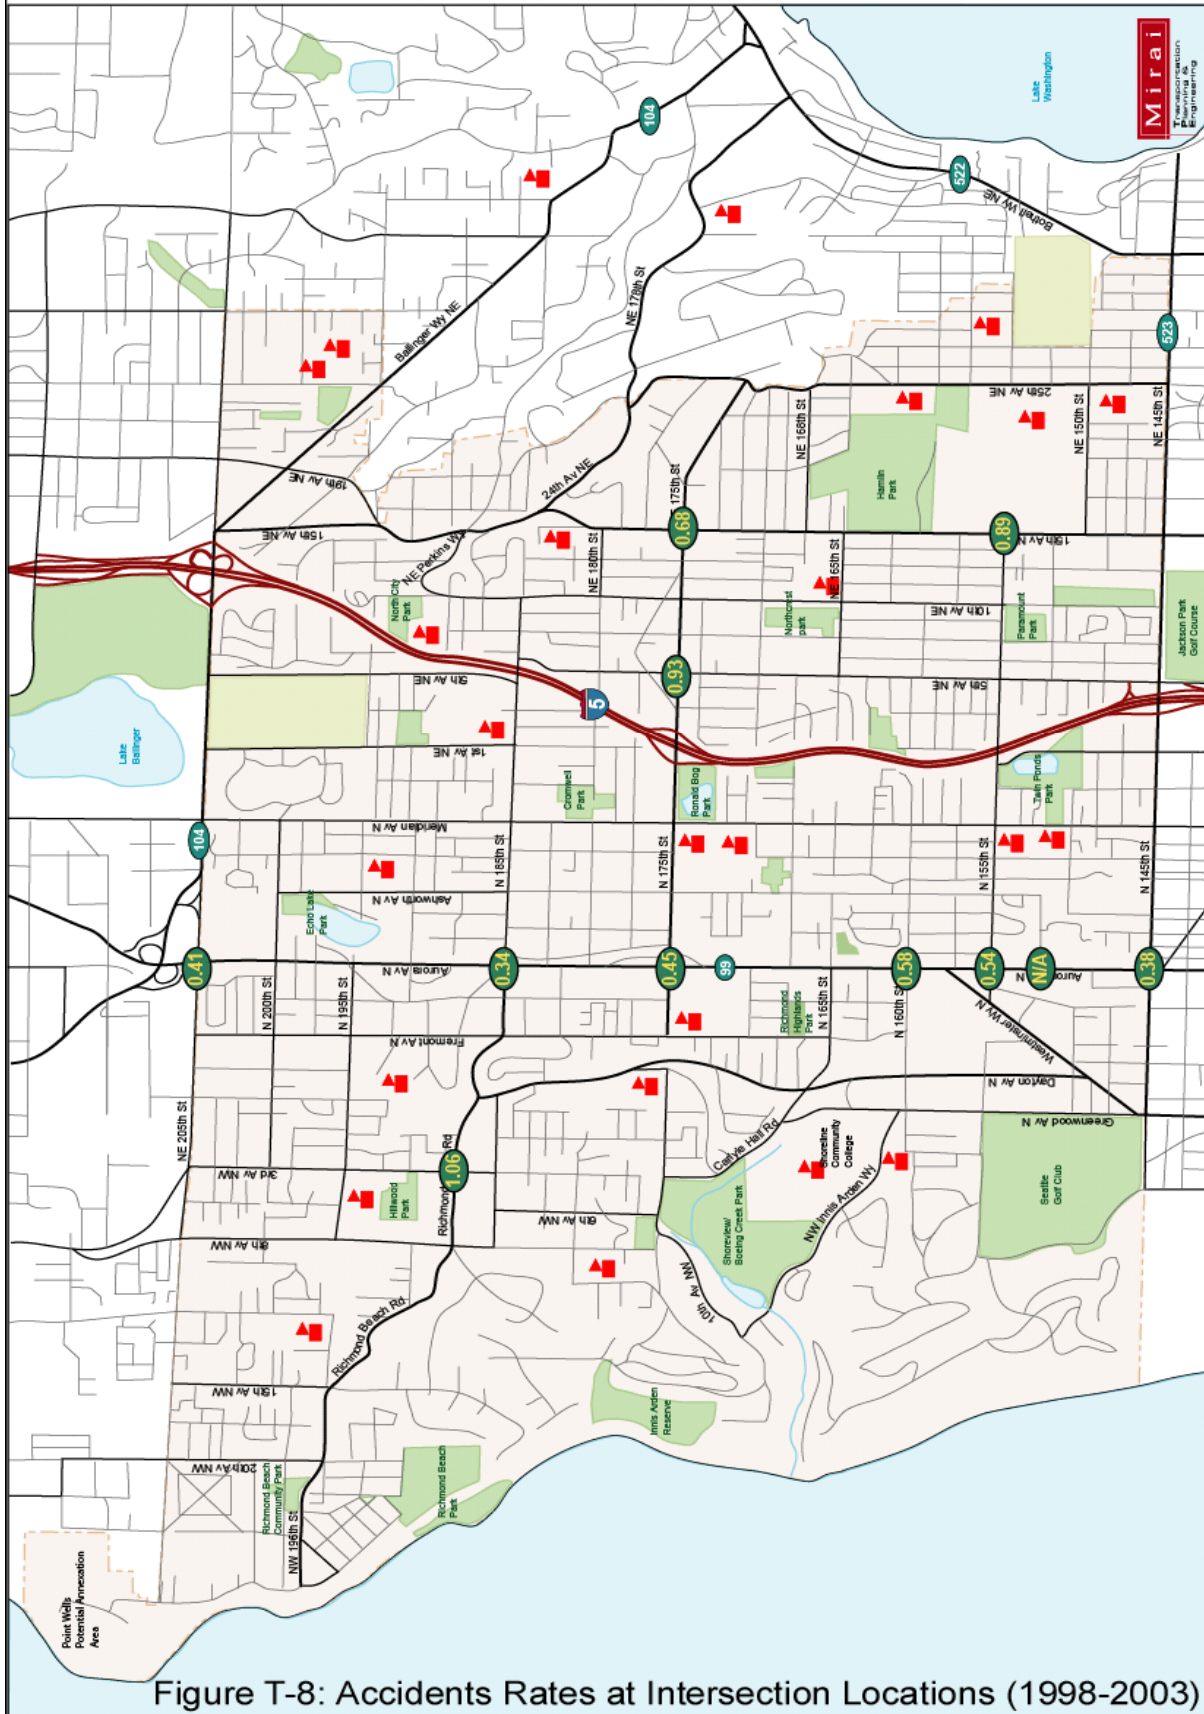 Mirai
Transportation
Planning &
Engineering
Lake
Washington
104
522
Bothell Wy NE
NE 178th St
Ballinger Wy NE
523
25th Av NE
NE 150th St
NE 145th St
NE 168th St
Hamlin
Park
19th Av NE
24th Av NE
175th St
15th Av NE
0.68
0.89
15th Av N
NE Perkins W
NE 180th St
NE 165th St
North City
Park
10th Av NE
Northcrest
park
Paramount
Park
Jackson Park
Golf Course
5th Av NE
0.93
5th Av NE
5
Lake
Ballinger
1st Av NE
Cromwell
Park
Ronald Bog
Park
Twin Ponds
Park
104
Meridian Av N
N 185th St
N 175th St
N 155th St
N 145th St
Ashworth Av N
Echo Lake
Park
0.41
Aurora Av N
0.34
0.45
99
0.58
0.54
N/A
Auro
N
0.38
N 200th St
N 195th St
Richmond
Highlands
Park
N 165th St
N 160th St
Westminster Wy N
Fremont Av N
Dayton Av N
NE 205th St
Greenwood Av N
Carlyle Hall Rd
Shoreline
Community
College
3rd Av NW
1.06
Richmond
Rd
Hillwood
Park
Shoreview/
Boeing Creek Park
NW Innis Arden Wy
Seattle
Golf Club
6th Av NW
8th Av NW
10th Av NW
Richmond Beach Rd
15th Av NW
Innis Arden
Reserve
20th Av NW
Richmond Beach
Community Park
Richmond Beach
Park
NW 196th St
Point Wells
Potential Annexation
Area
Figure T-8: Accidents Rates at Intersection Locations (1998-2003)